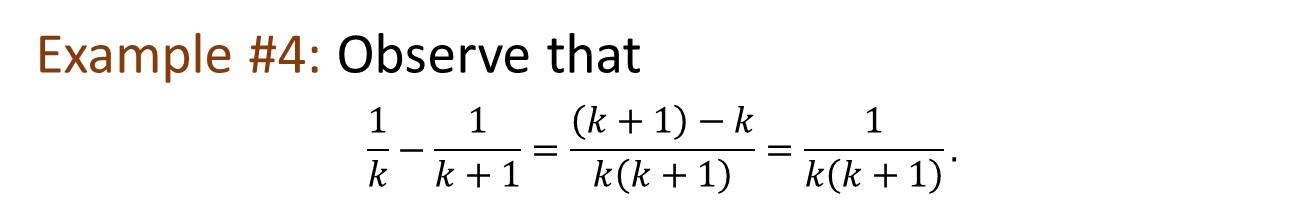 Example #4: Observe that
1/k − 1/(k + 1) = ((k + 1) − k)/(k(k + 1)) = 1/(k(k + 1)).